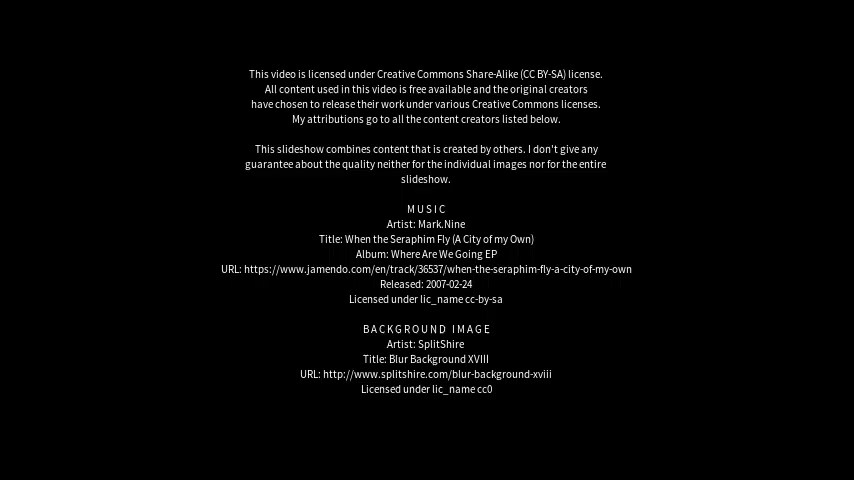 This video is licensed under Creative Commons Share-Alike (CC BY-SA) license.
All content used in this video is free available and the original creators
have chosen to release their work under various Creative Commons licenses.
My attributions go to all the content creators listed below.
This slideshow combines content that is created by others. I don't give any
guarantee about the quality neither for the individual images nor for the entire
slideshow.
MUSIC
Artist: Mark.Nine
Title: When the Seraphim Fly (A City of my Own)
Album: Where Are We Going EP
URL: https://www.jamendo.com/en/track/36537/when-the-seraphim-fly-a-city-of-my-own
Released: 2007-02-24
Licensed under lic_name cc-by-sa
BACKGROUND IMAGE
Artist: SplitShire
Title: Blur Background XVIII
URL: http://www.splitshire.com/blur-background-xviii
Licensed under lic_name cc0